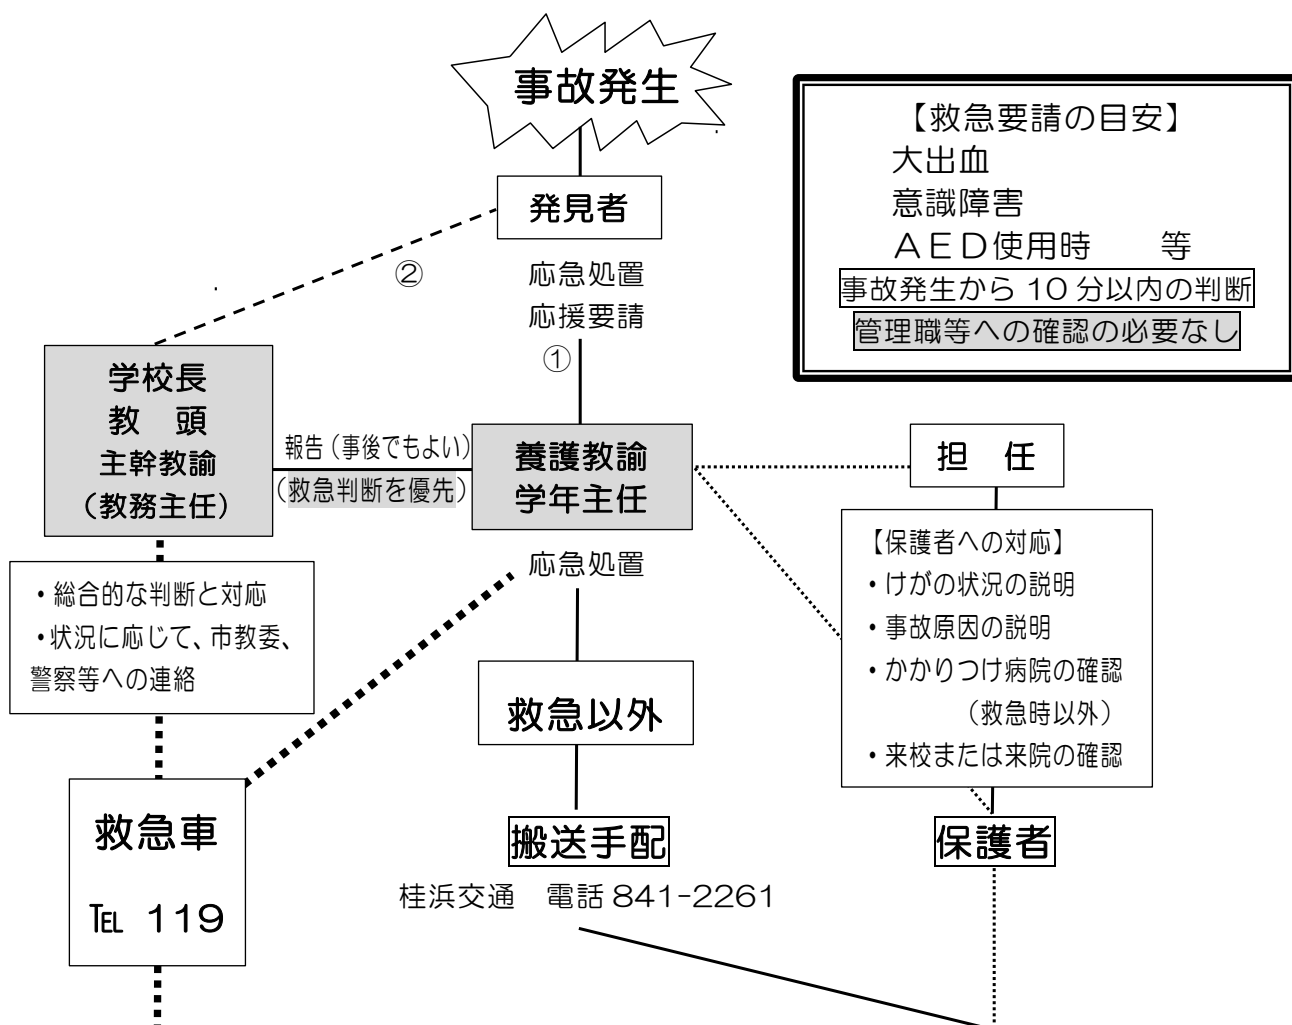 事故発生
【救急要請の目安】
大出血
意識障害
ＡＥＤ使用時　　等
事故発生から 10 分以内の判断
管理職等への確認の必要なし
発見者
②
応急処置
応援要請
①
学校長
教　頭
主幹教諭
（教務主任）
報告（事後でもよい）
（救急判断を優先）
養護教諭
学年主任
担　任
応急処置
・総合的な判断と対応
・状況に応じて、市教委、
警察等への連絡
【保護者への対応】
・けがの状況の説明
・事故原因の説明
・かかりつけ病院の確認
（救急時以外）
・来校または来院の確認
救急以外
救急車
℡ 119
搬送手配
桂浜交通　電話 841-2261
保護者